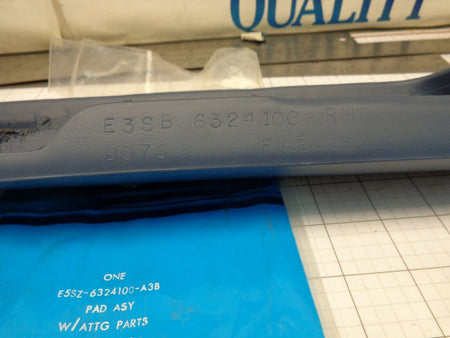 QUALITY
E3SB 6324100-RH
ONE
E5SZ-6324100-A3B
PAD ASY
W/ATTG PARTS